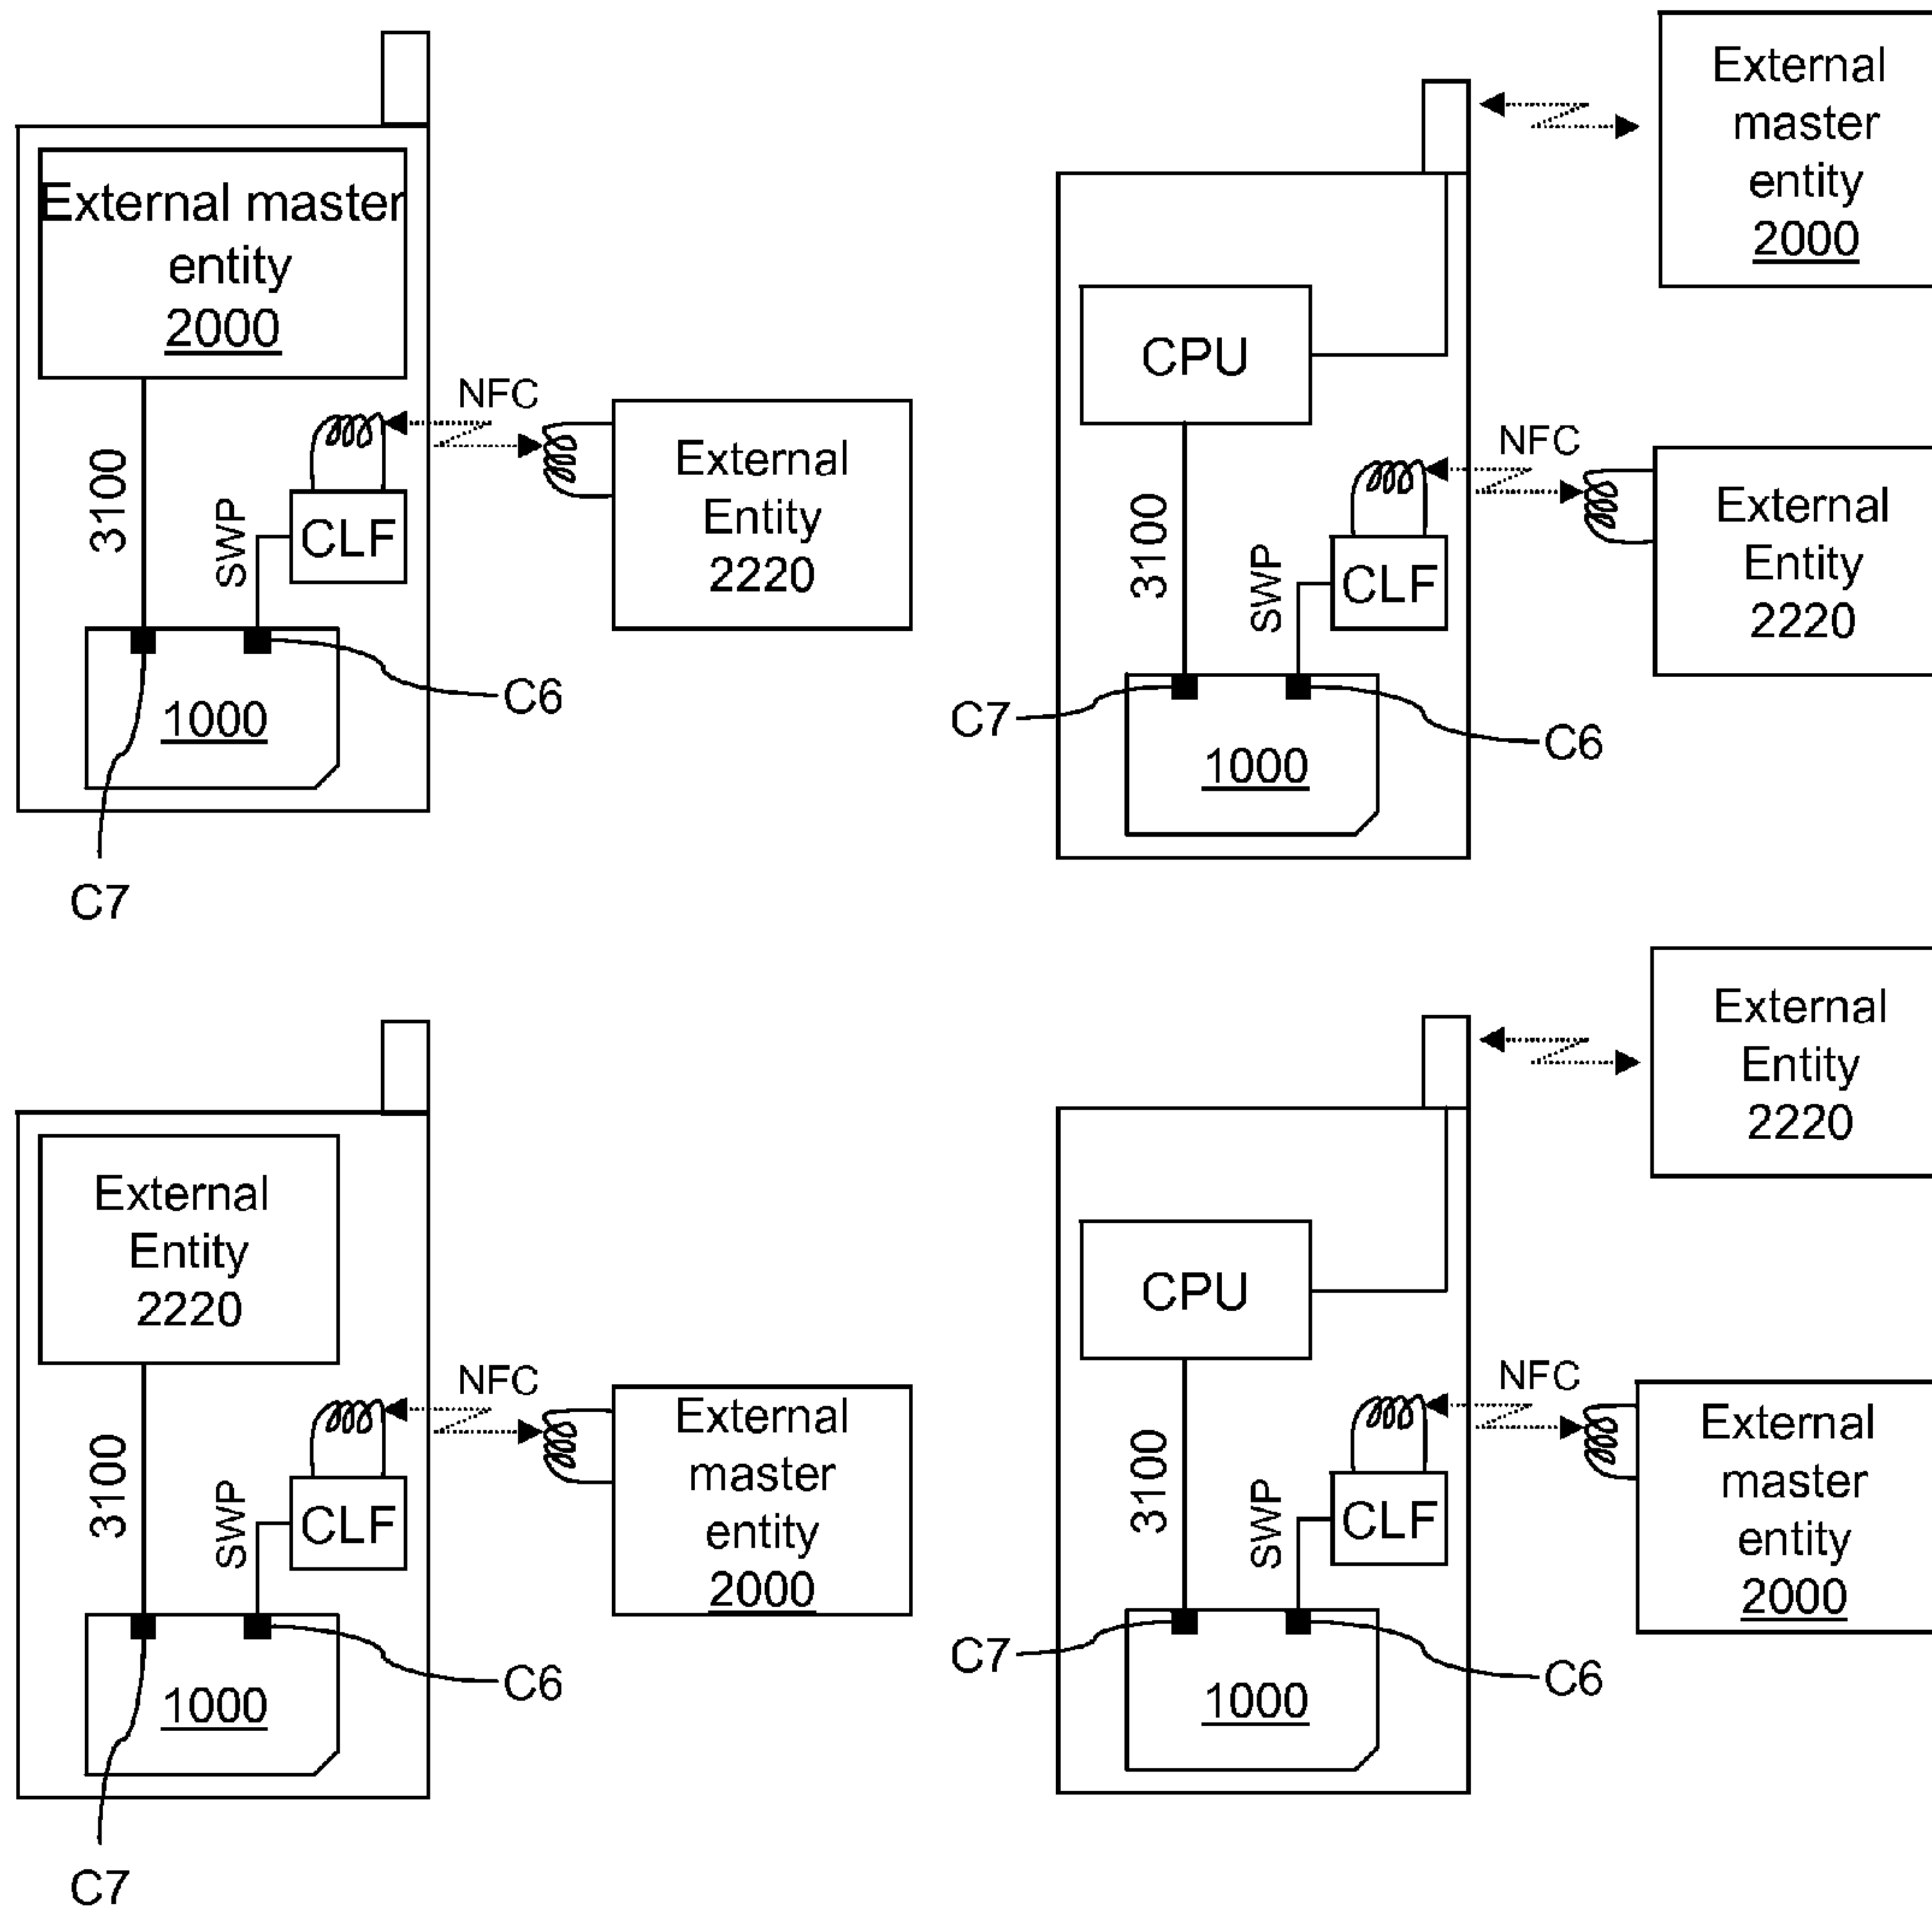 External master
entity
2000
NFC
3100
SWP
CLF
External
Entity
2220
1000
C6
C7
External
master
entity
2000
CPU
NFC
3100
SWP
CLF
External
Entity
2220
C7
1000
C6
External
Entity
2220
NFC
3100
SWP
CLF
External
master
entity
2000
1000
C6
C7
External
Entity
2220
CPU
NFC
3100
SWP
CLF
External
master
entity
2000
C7
1000
C6